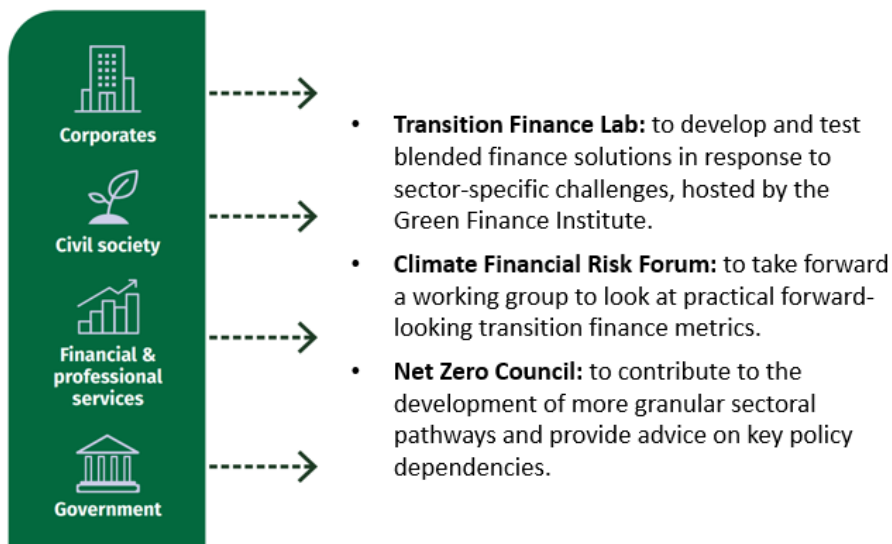 Corporates
Civil society
Financial &
professional
services
Government
• Transition Finance Lab: to develop and test
blended finance solutions in response to
sector-specific challenges, hosted by the
Green Finance Institute.
• Climate Financial Risk Forum: to take forward
a working group to look at practical forward-
looking transition finance metrics.
• Net Zero Council: to contribute to the
development of more granular sectoral
pathways and provide advice on key policy
dependencies.